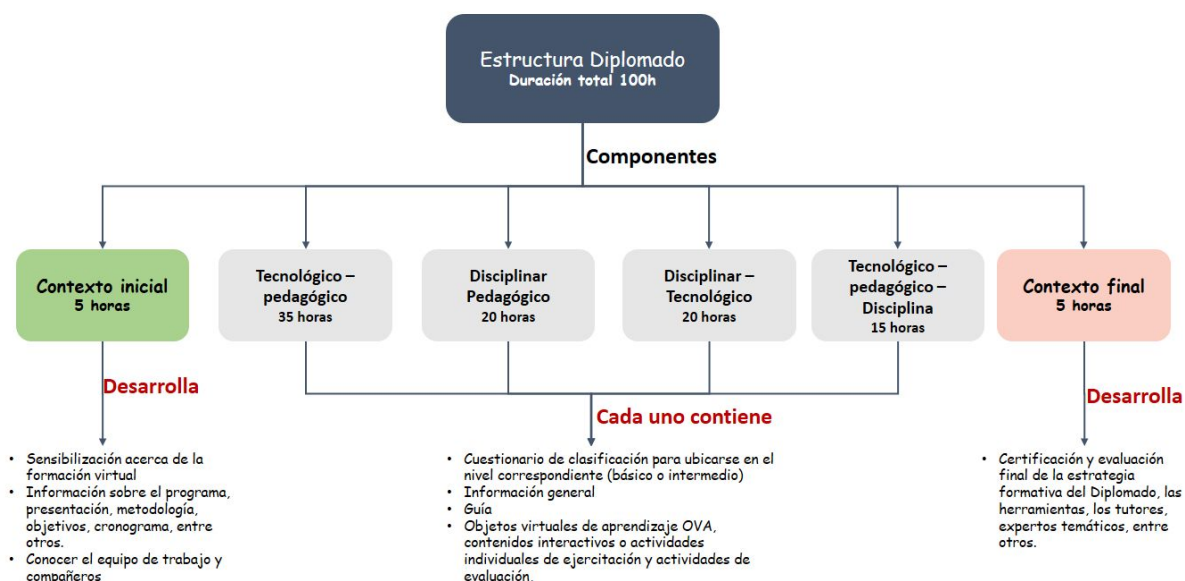 Estructura Diplomado
Duración total 100h
Componentes
Contexto inicial
5 horas
Tecnológico –
pedagógico
35 horas
Disciplinar
Pedagógico
20 horas
Disciplinar –
Tecnológico
20 horas
Tecnológico –
pedagógico –
Disciplina
15 horas
Contexto final
5 horas
Desarrolla
Cada uno contiene
Desarrolla
• Sensibilización acerca de la
formación virtual
• Información sobre el programa,
presentación, metodología,
objetivos, cronograma, entre
otros.
• Conocer el equipo de trabajo y
compañeros
• Cuestionario de clasificación para ubicarse en el
nivel correspondiente (básico o intermedio)
• Información general
• Guía
• Objetos virtuales de aprendizaje OVA,
contenidos interactivos o actividades
individuales de ejercitación y actividades de
evaluación.
• Certificación y evaluación
final de la estrategia
formativa del Diplomado, las
herramientas, los tutores,
expertos temáticos, entre
otros.